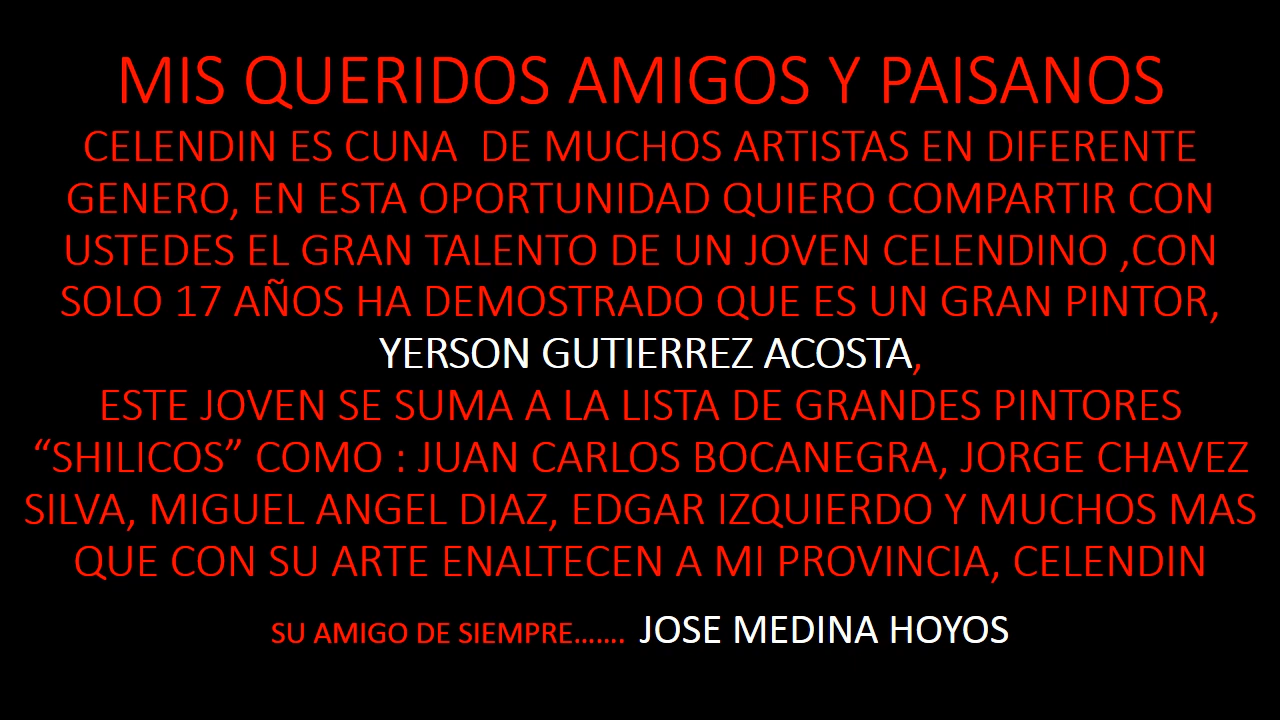 MIS QUERIDOS AMIGOS Y PAISANOS
CELENDIN ES CUNA  DE MUCHOS ARTISTAS EN DIFERENTE
GENERO, EN ESTA OPORTUNIDAD QUIERO COMPARTIR CON
USTEDES EL GRAN TALENTO DE UN JOVEN CELENDINO ,CON
SOLO 17 AÑOS HA DEMOSTRADO QUE ES UN GRAN PINTOR,
YERSON GUTIERREZ ACOSTA,
ESTE JOVEN SE SUMA A LA LISTA DE GRANDES PINTORES
“SHILICOS” COMO : JUAN CARLOS BOCANEGRA, JORGE CHAVEZ
SILVA, MIGUEL ANGEL DIAZ, EDGAR IZQUIERDO Y MUCHOS MAS
QUE CON SU ARTE ENALTECEN A MI PROVINCIA, CELENDIN
SU AMIGO DE SIEMPRE……. JOSE MEDINA HOYOS